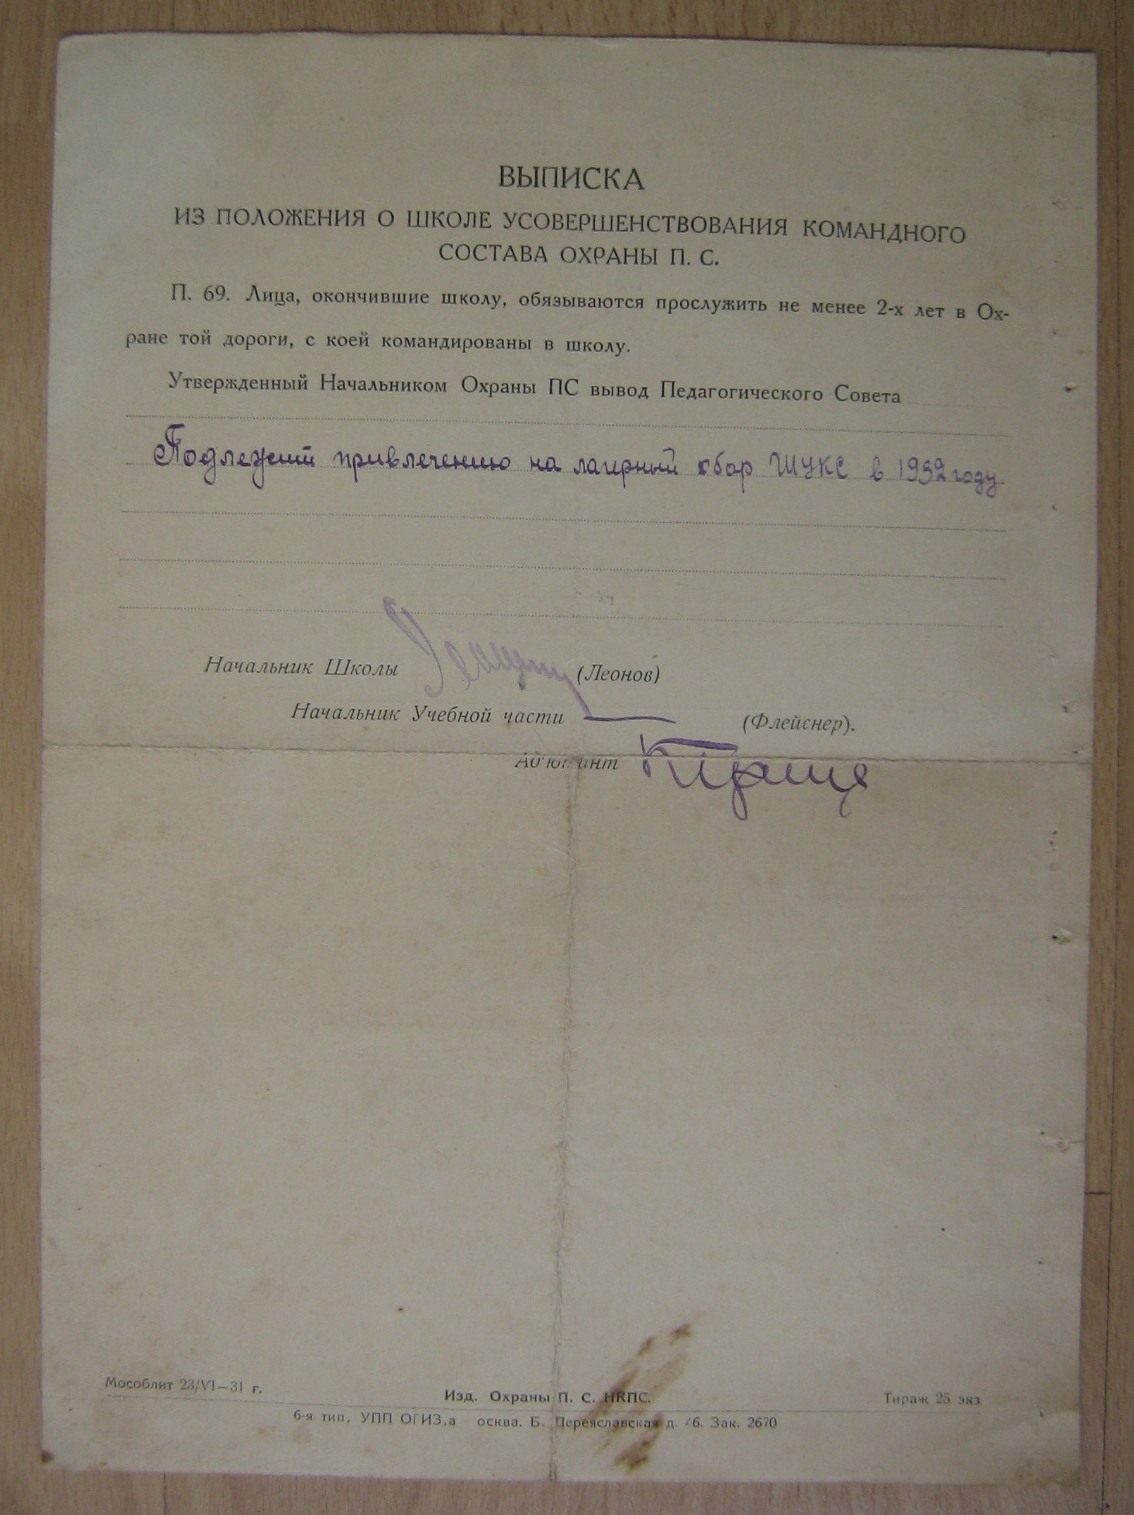 ВЫПИСКА
ИЗ ПОЛОЖЕНИЯ О ШКОЛЕ УСОВЕРШЕНСТВОВАНИЯ КОМАНДНОГО
СОСТАВА ОХРАНЫ П. С.
П. 69. Лица, окончившие школу, обязываются прослужить не менее 2-х лет в Ох-
ране той дороги, с коей командированы в школу.
Утвержденный Начальником Охраны ПС вывод Педагогического Совета
Подлежит привлечению на лагерный сбор ШУКС в 1932 году
Начальник Школы (Леонов)
Начальник Учебной части (Флейснер).
Ад'ютант
Мособлит 23/VI—31 г.
Изд. Охраны П. С. НКПС.
Тираж 25 экз
6-я тип. УПП ОГИЗ,а осква. Б. Переяславская д. 46. Зак. 2670